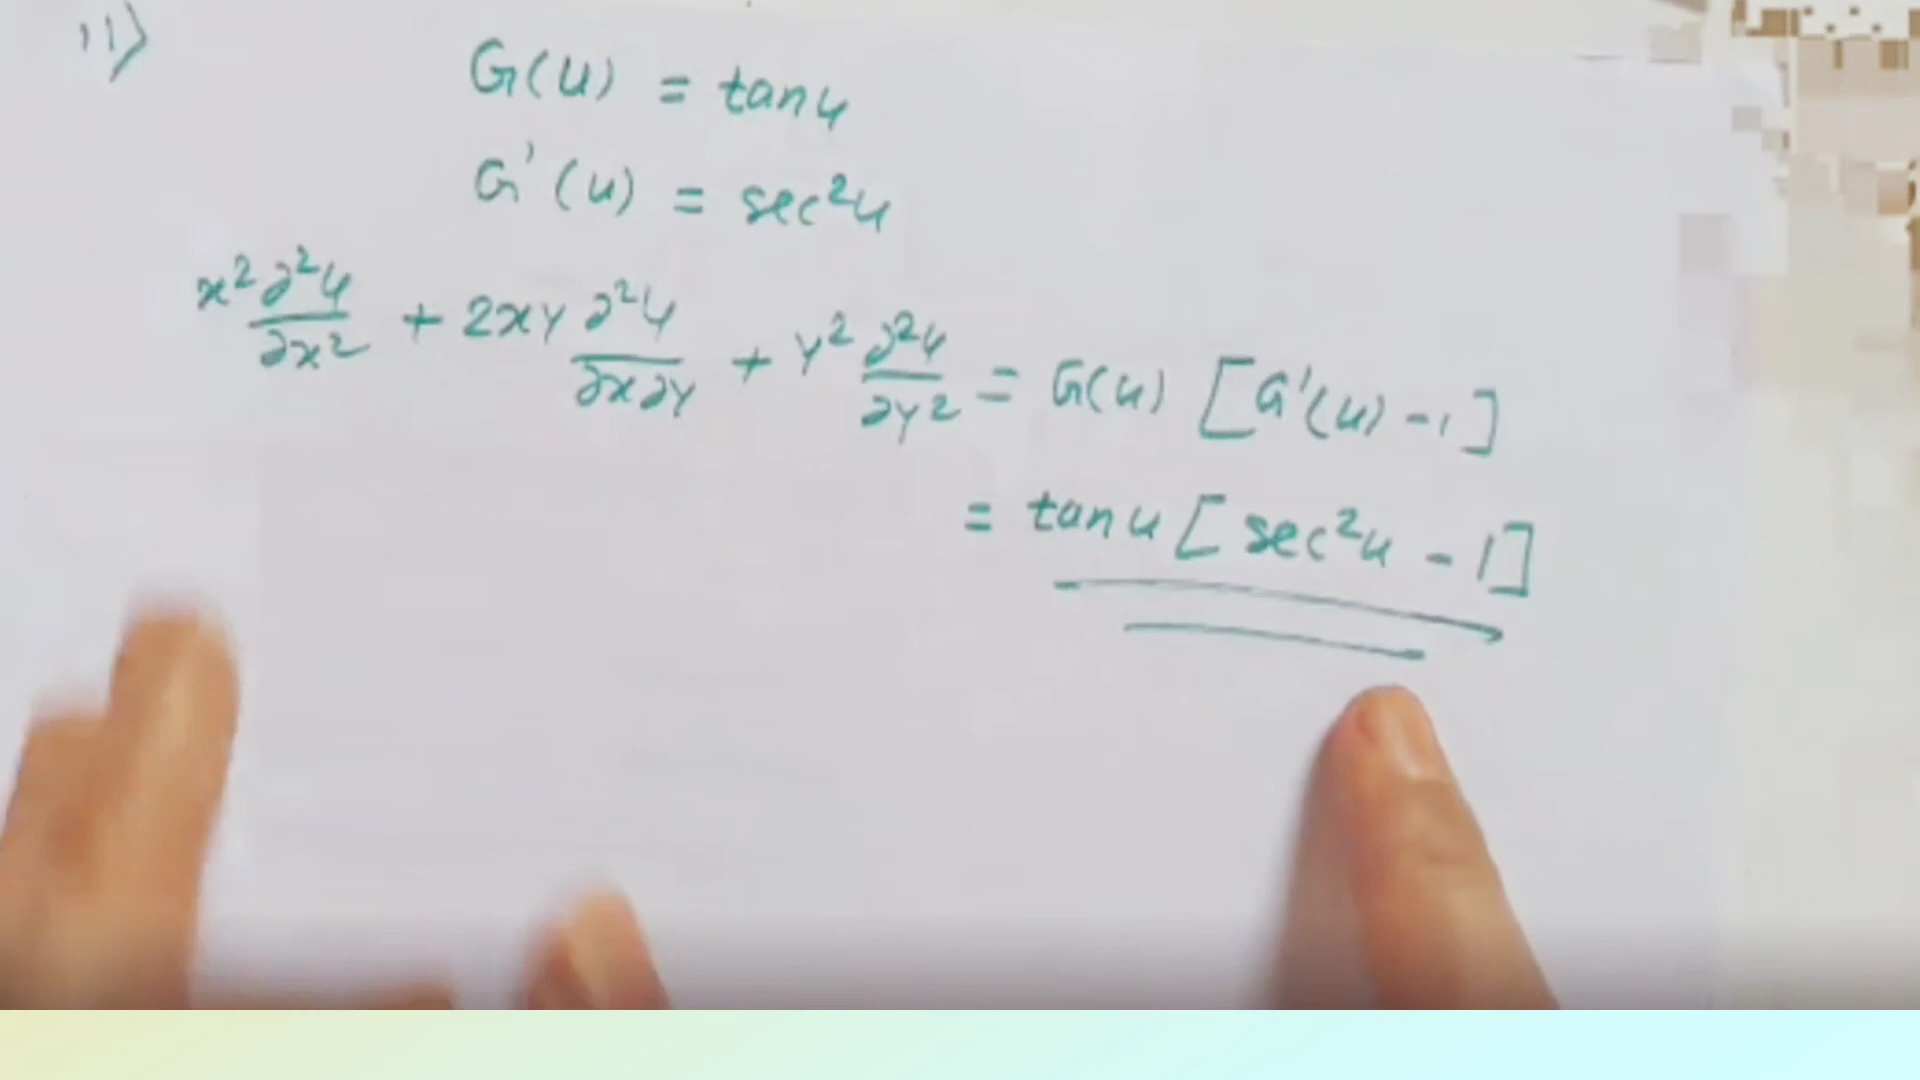 11)
G(u) = tan u
G'(u) = sec²u
x² ∂²u/∂x² + 2xy ∂²u/∂x∂y + y² ∂²u/∂y² = G(u) [G'(u) - 1]
= tan u [sec²u - 1]